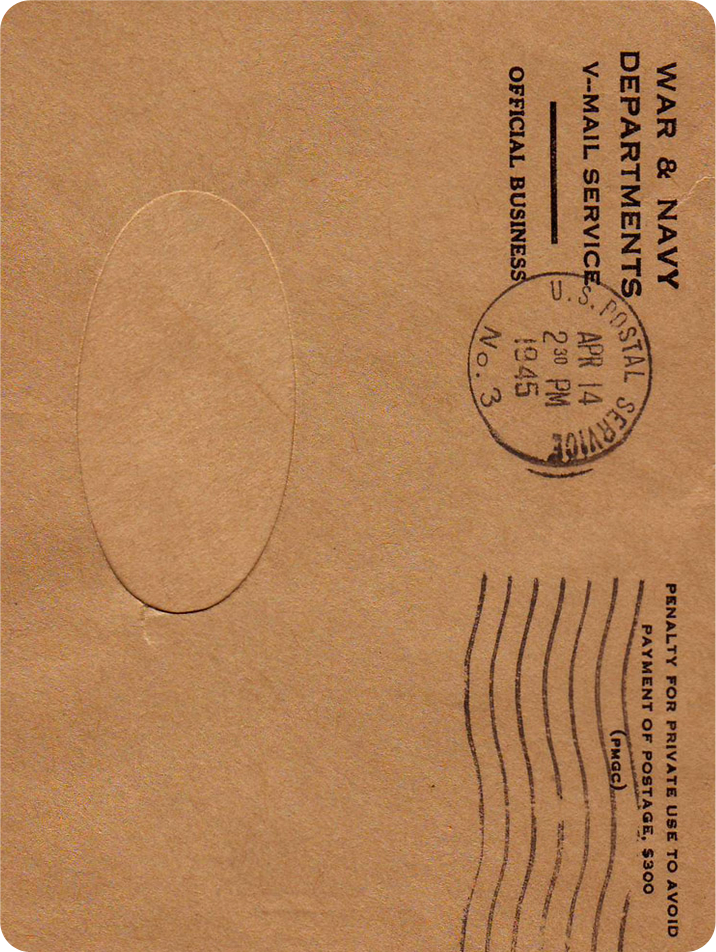 WAR & NAVY
DEPARTMENTS
V--MAIL SERVICE
OFFICIAL BUSINESS
U.S. POSTAL SERVICE
APR 14
2 30 PM
1945
No. 3
PENALTY FOR PRIVATE USE TO AVOID
PAYMENT OF POSTAGE, $300
(PMGC)